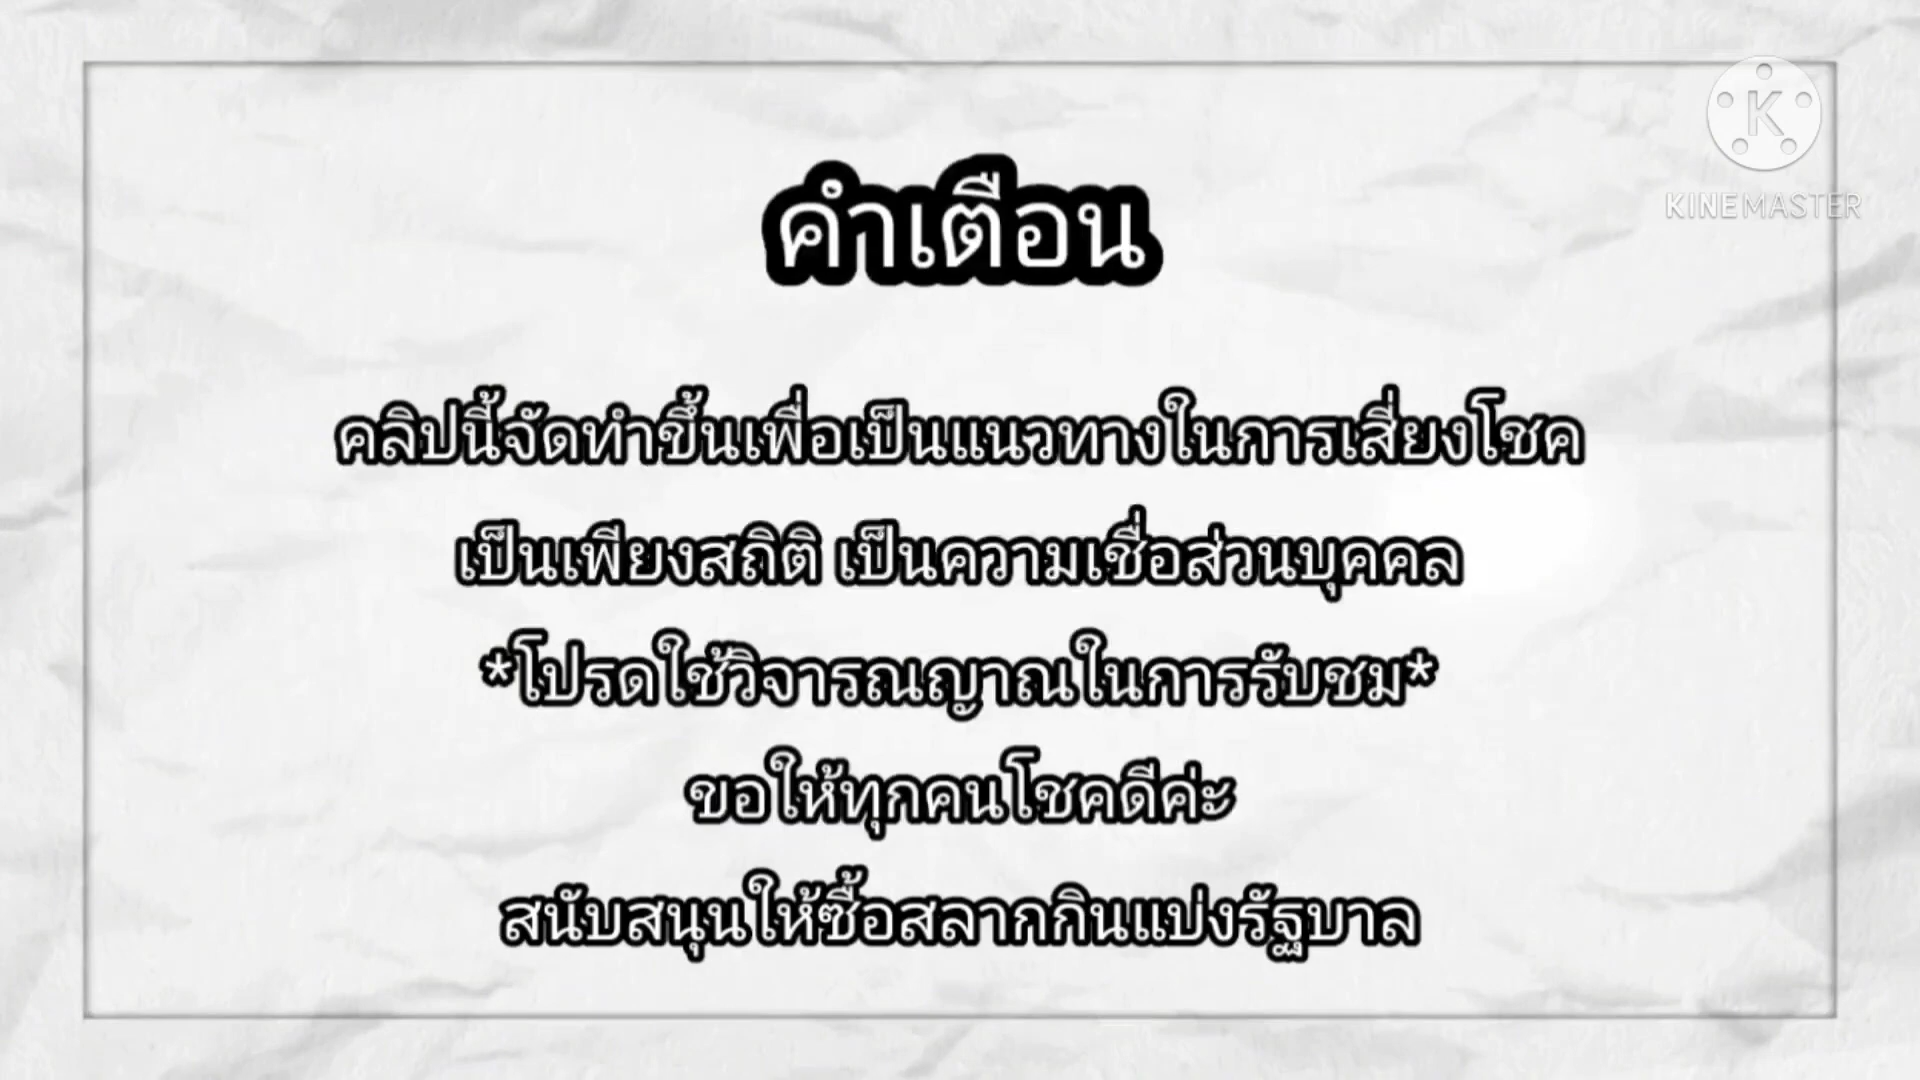 K
KINEMASTER
คำเตือน
คลิปนี้จัดทำขึ้นเพื่อเป็นแนวทางในการเสี่ยงโชค
เป็นเพียงสถิติ เป็นความเชื่อส่วนบุคคล
*โปรดใช้วิจารณญาณในการรับชม*
ขอให้ทุกคนโชคดีค่ะ
สนับสนุนให้ซื้อสลากกินแบ่งรัฐบาล